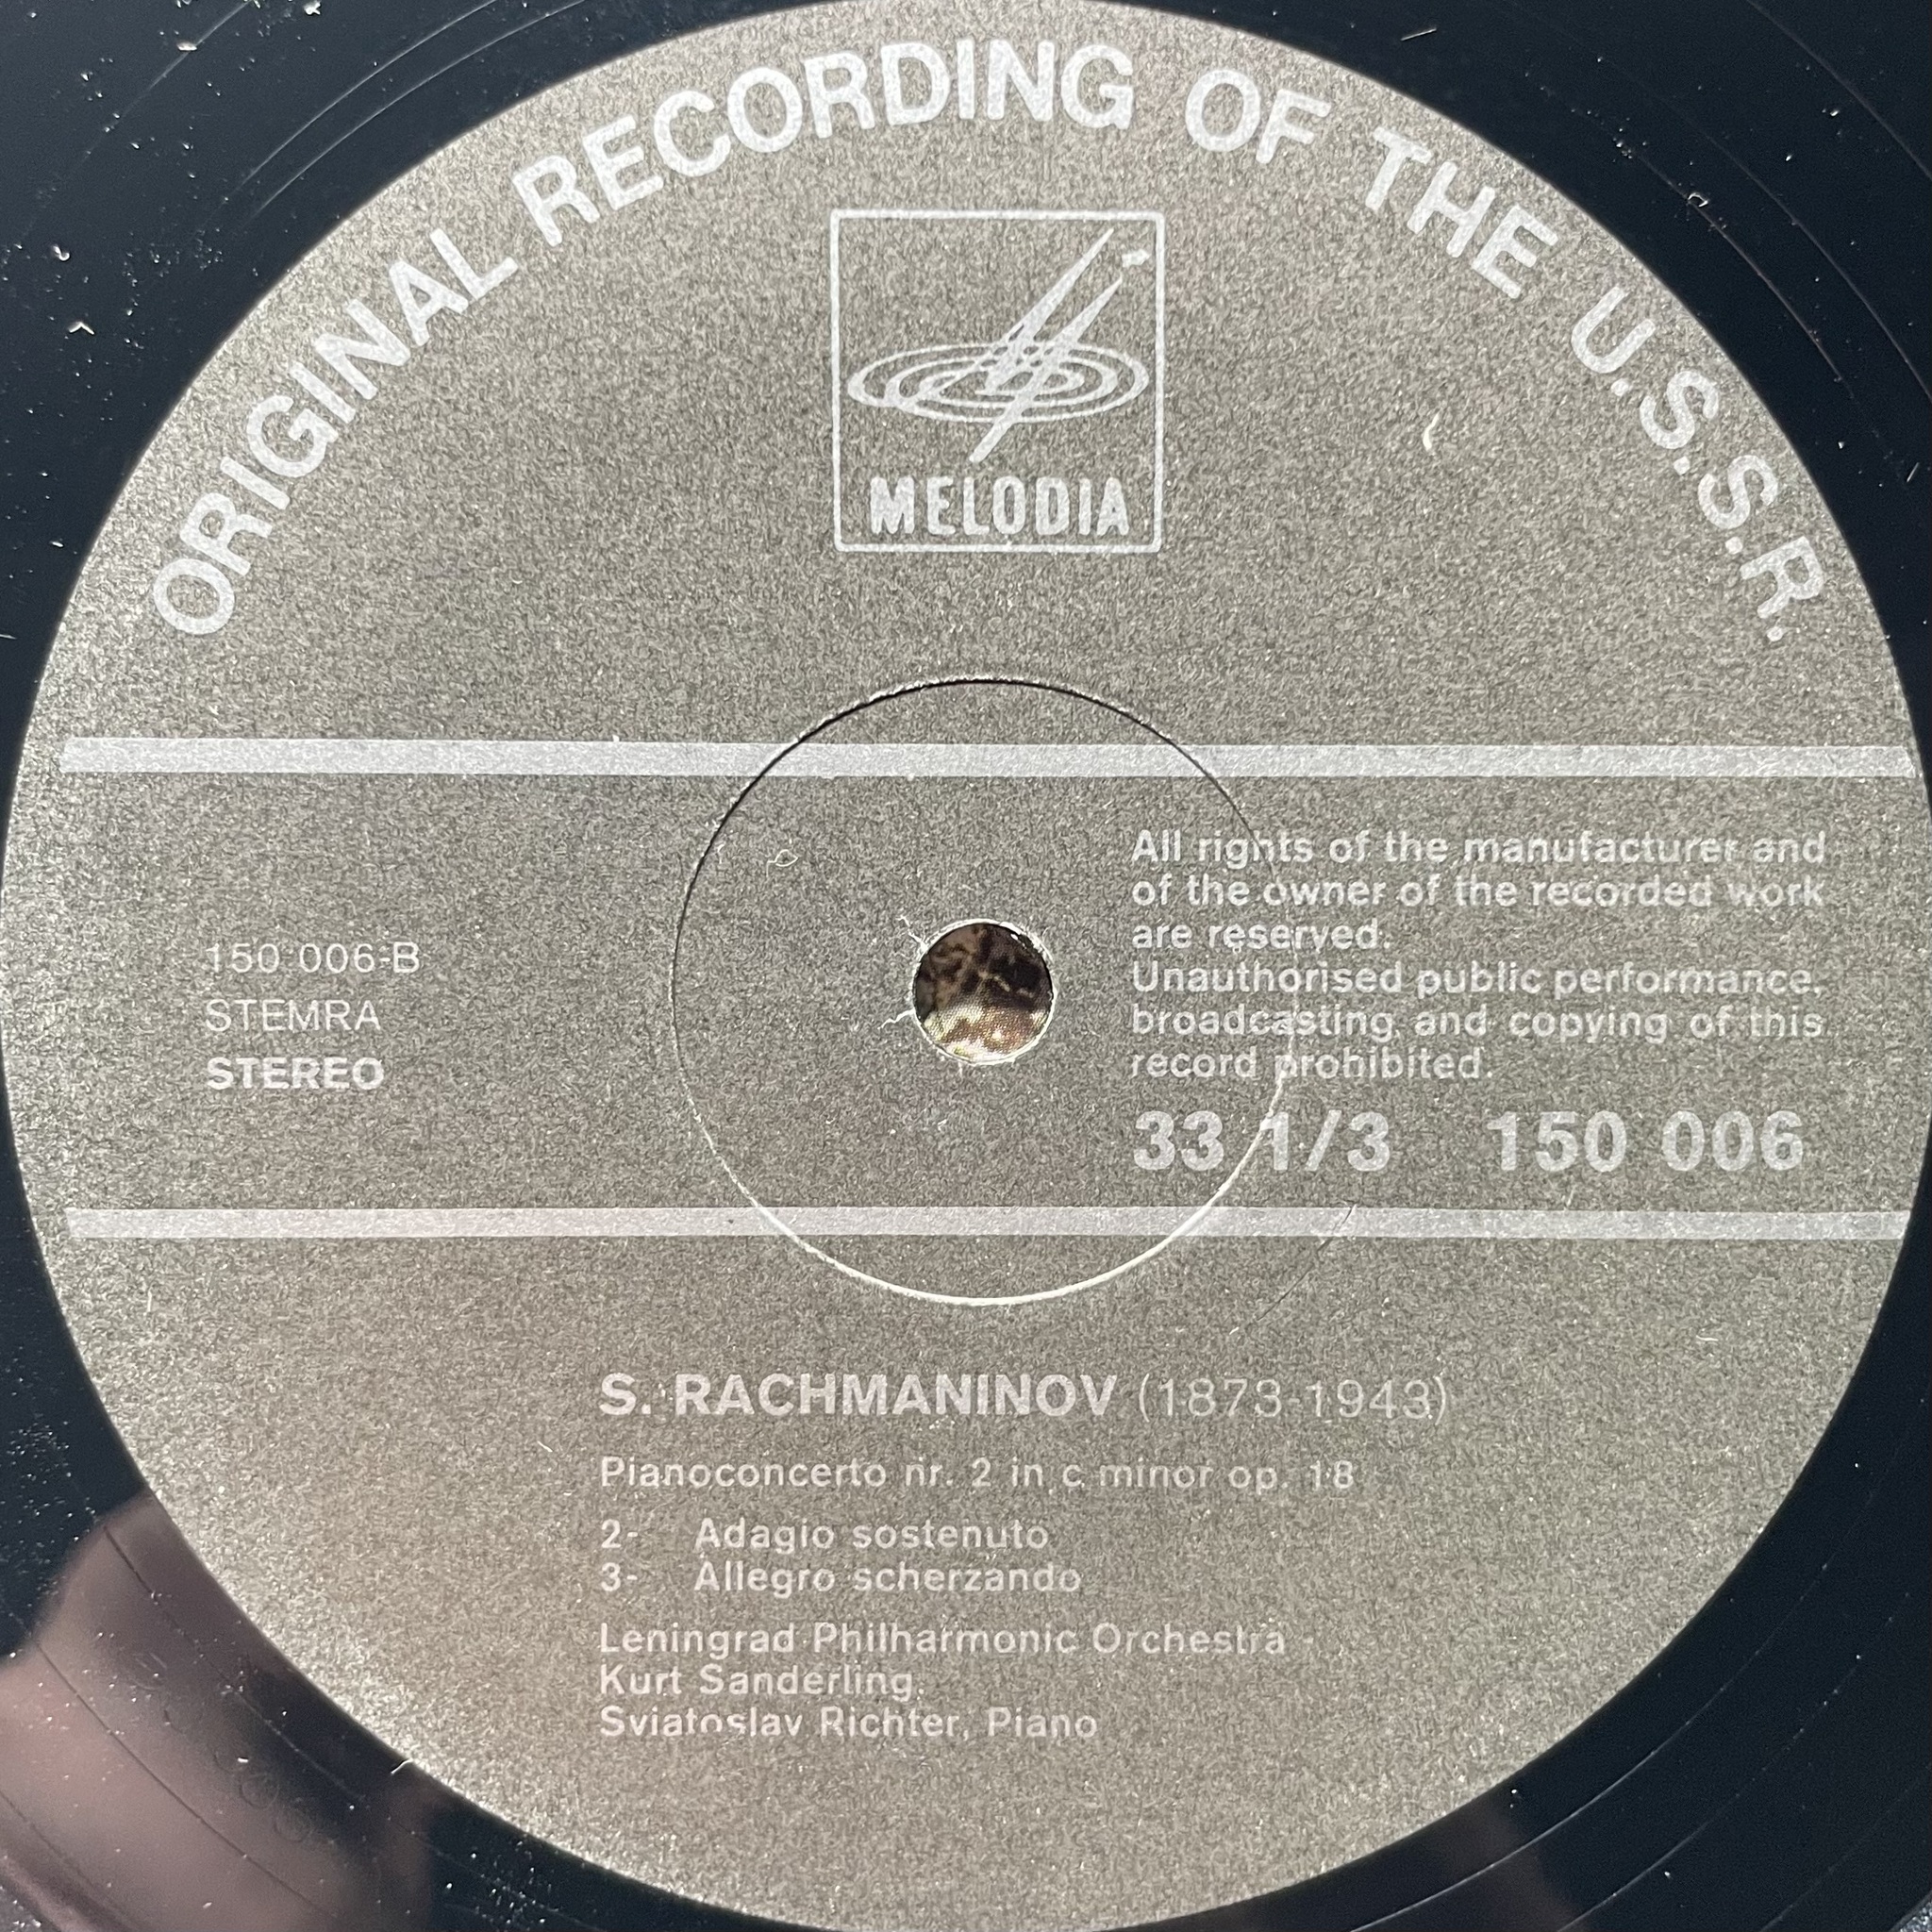 ORIGINAL RECORDING OF THE U.S.S.R.
MELODIA
150 006-B
STEMRA
STEREO
All rights of the manufacturer and
of the owner of the recorded work
are reserved.
Unauthorised public performance,
broadcasting and copying of this
record prohibited.
33 1/3 150 006
S. RACHMANINOV (1873-1943)
Pianoconcerto nr. 2 in c minor op. 18
2- Adagio sostenuto
3- Allegro scherzando
Leningrad Philharmonic Orchestra -
Kurt Sanderling.
Sviatoslav Richter, Piano